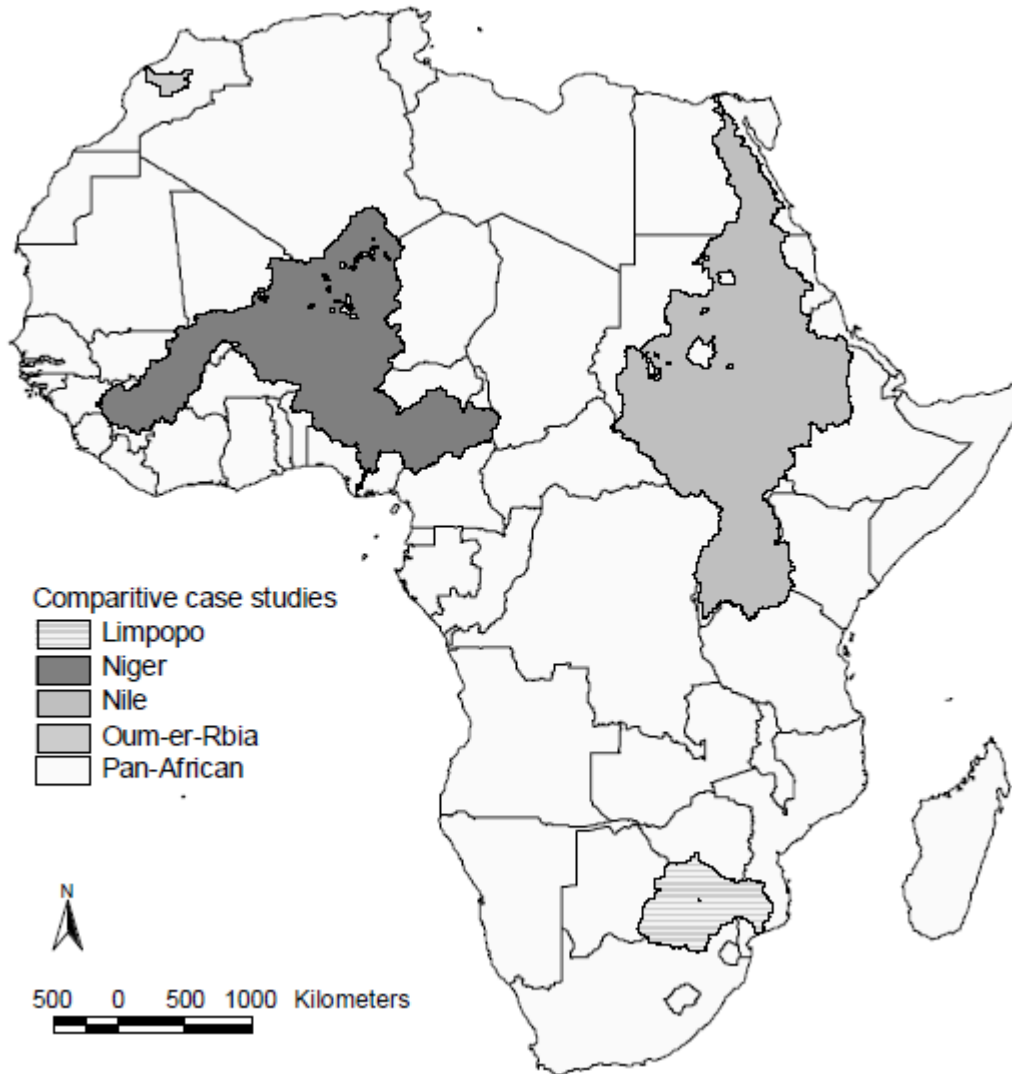 Comparitive case studies
Limpopo
Niger
Nile
Oum-er-Rbia
Pan-African
N
500 0 500 1000 Kilometers